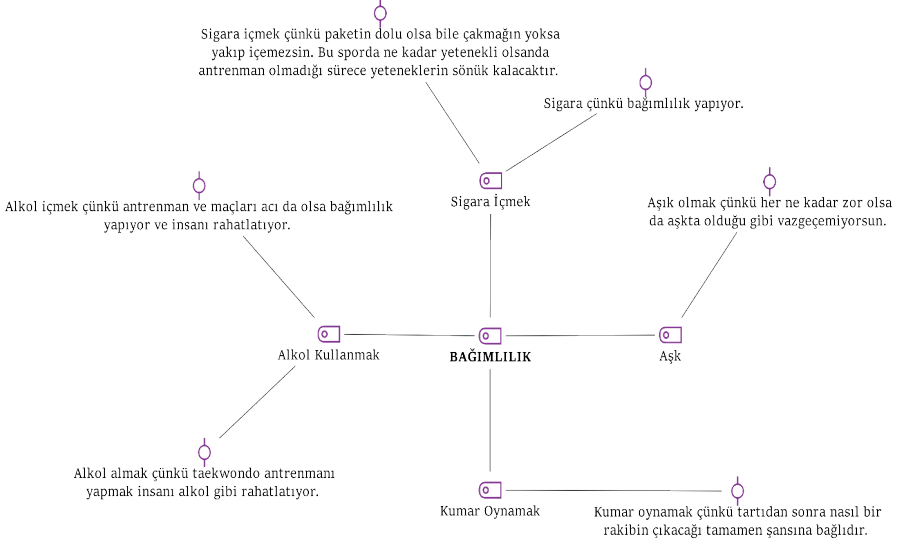 Sigara içmek çünkü paketin dolu olsa bile çakmağın yoksa
yakıp içemezsin. Bu sporda ne kadar yetenekli olsanda
antrenman olmadığı sürece yeteneklerin sönük kalacaktır.
Sigara çünkü bağımlılık yapıyor.
Sigara İçmek
Alkol içmek çünkü antrenman ve maçları acı da olsa bağımlılık
yapıyor ve insanı rahatlatıyor.
Aşık olmak çünkü her ne kadar zor olsa
da aşkta olduğu gibi vazgeçemiyorsun.
Alkol Kullanmak
BAĞIMLILIK
Aşk
Alkol almak çünkü taekwondo antrenmanı
yapmak insanı alkol gibi rahatlatıyor.
Kumar Oynamak
Kumar oynamak çünkü tartıdan sonra nasıl bir
rakibin çıkacağı tamamen şansına bağlıdır.